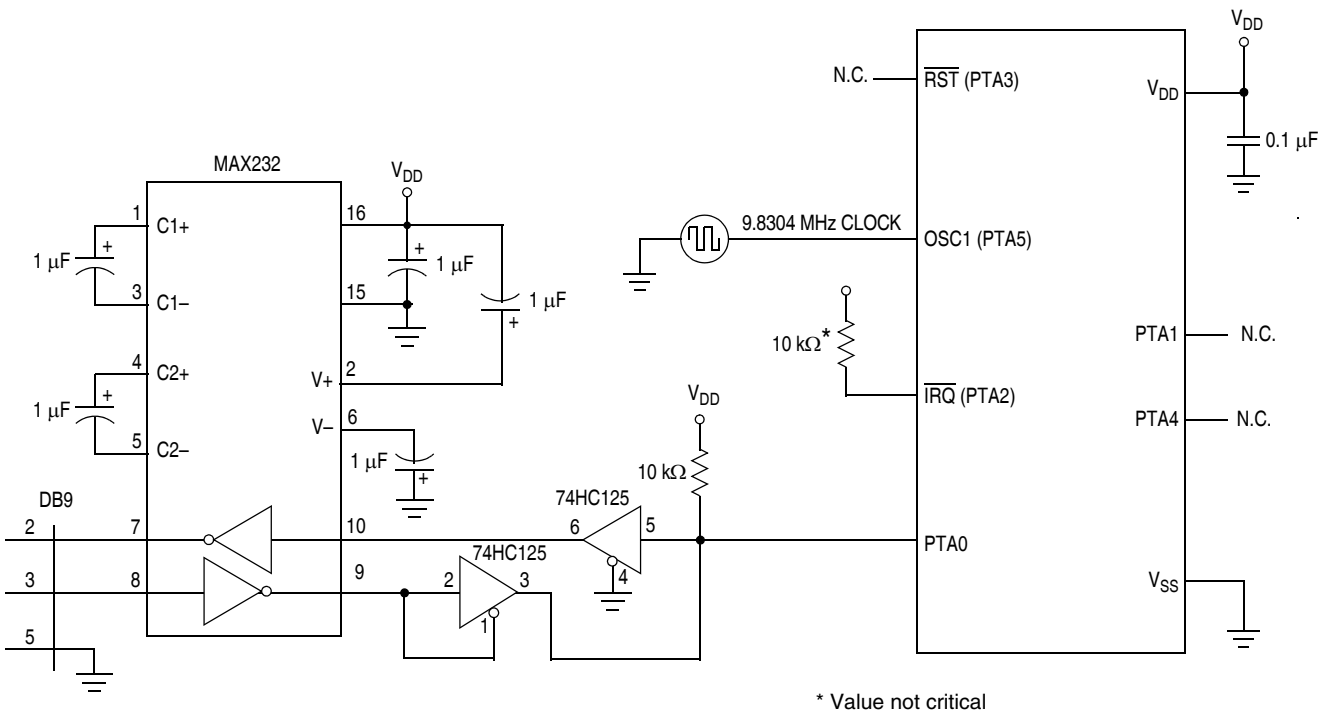 V_DD
N.C.
RST (PTA3)
V_DD
0.1 µF
MAX232
V_DD
1
C1+
16
+
1 µF
+
1 µF
9.8304 MHz CLOCK
OSC1 (PTA5)
3
C1–
15
1 µF
+
10 kΩ*
PTA1
N.C.
4
C2+
V+
2
IRQ (PTA2)
V_DD
+
1 µF
V–
6
PTA4
N.C.
5
C2–
1 µF
+
10 kΩ
DB9
74HC125
2
7
10
6
5
PTA0
4
74HC125
3
8
9
2
3
1
V_SS
5
* Value not critical